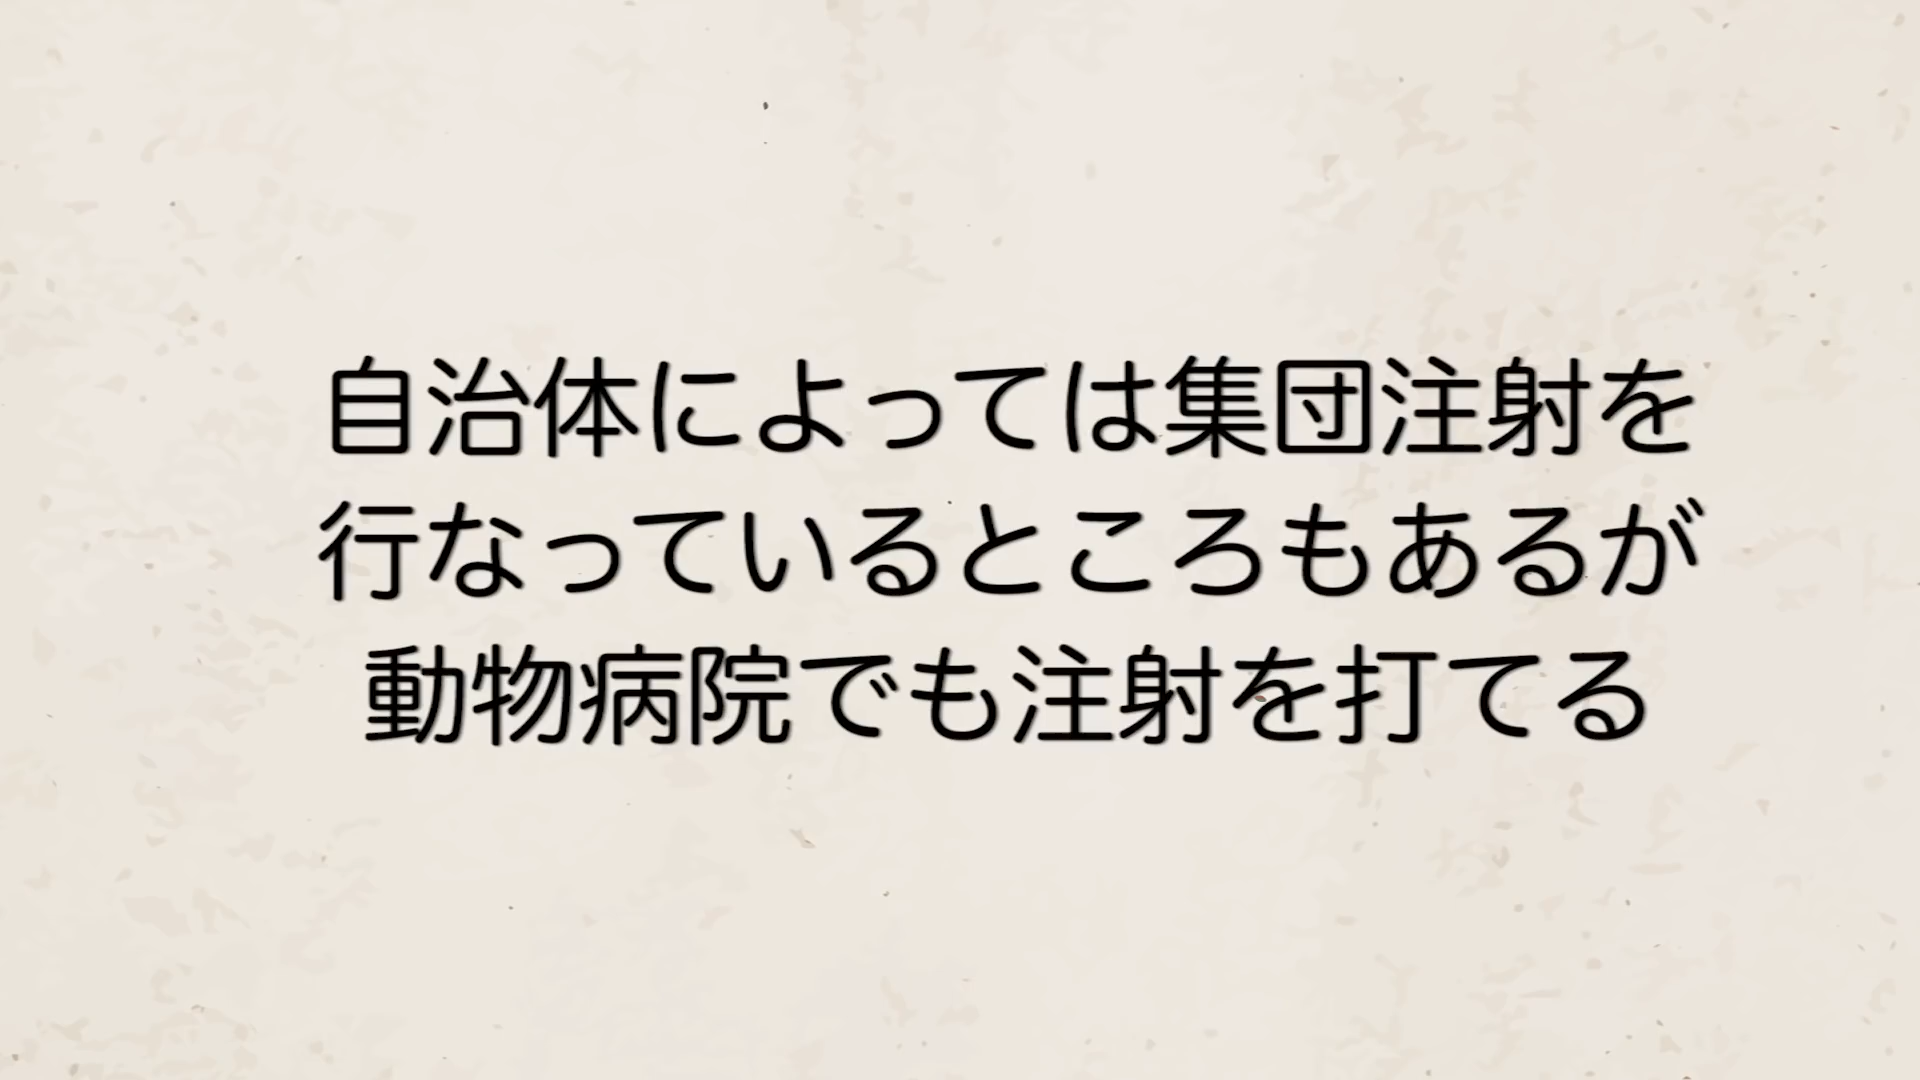 自治体によっては集団注射を
行なっているところもあるが
動物病院でも注射を打てる